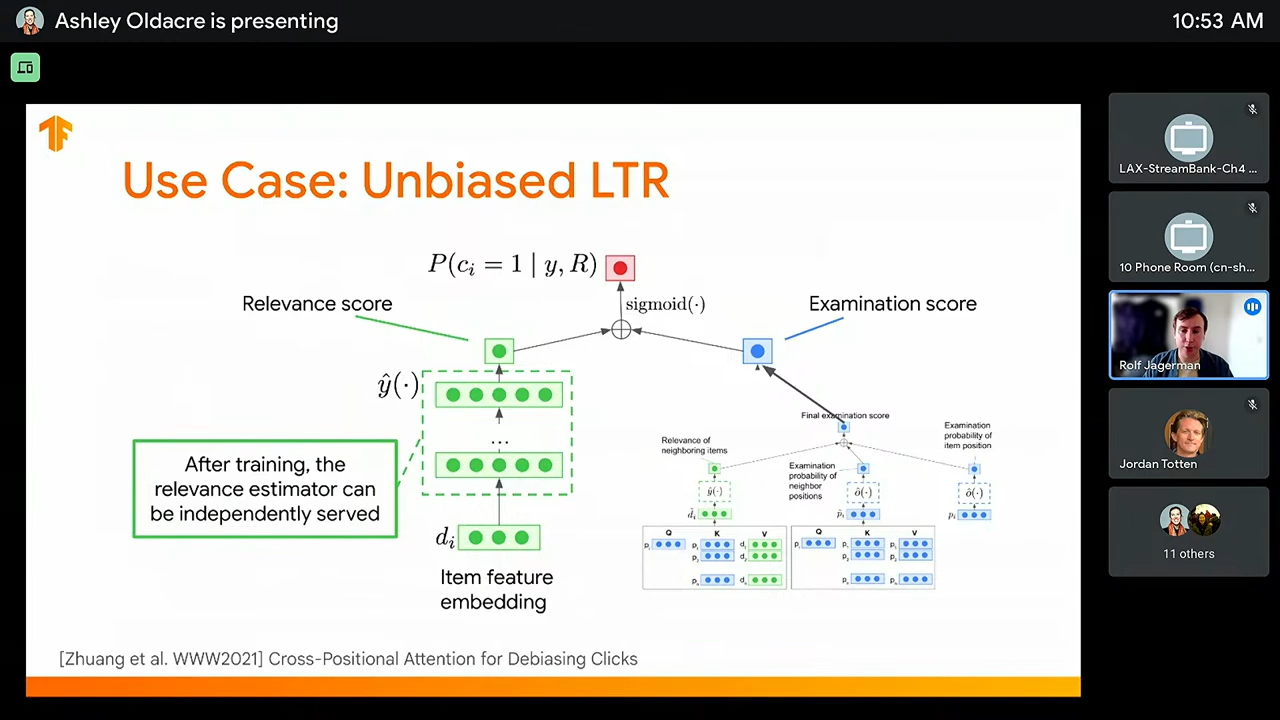 Ashley Oldacre is presenting
10:53 AM
Use Case: Unbiased LTR
P(c_i = 1 | y, R)
sigmoid(·)
Relevance score
Examination score
ŷ(·)
...
After training, the
relevance estimator can
be independently served
d_i
Item feature
embedding
Final examination score
Relevance of
neighboring items
Examination
probability of
neighbor
positions
Examination
probability of
item position
ŷ(·)
ô(·)
ô(·)
p_i
Q
K
V
Q
K
V
[Zhuang et al. WWW2021] Cross-Positional Attention for Debiasing Clicks
LAX-StreamBank-Ch4 ...
10 Phone Room (cn-sh...
Rolf Jagerman
Jordan Totten
11 others